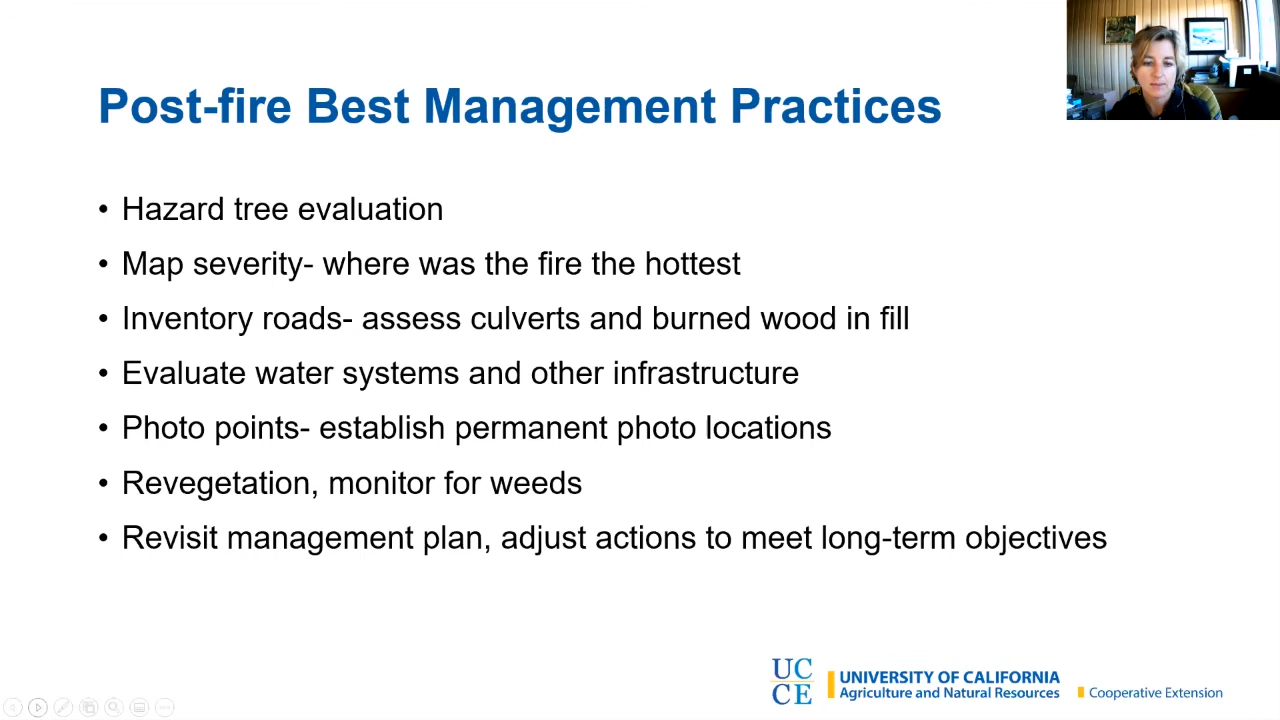 Post-fire Best Management Practices
• Hazard tree evaluation
• Map severity- where was the fire the hottest
• Inventory roads- assess culverts and burned wood in fill
• Evaluate water systems and other infrastructure
• Photo points- establish permanent photo locations
• Revegetation, monitor for weeds
• Revisit management plan, adjust actions to meet long-term objectives
UC
CE
UNIVERSITY OF CALIFORNIA
Agriculture and Natural Resources
Cooperative Extension